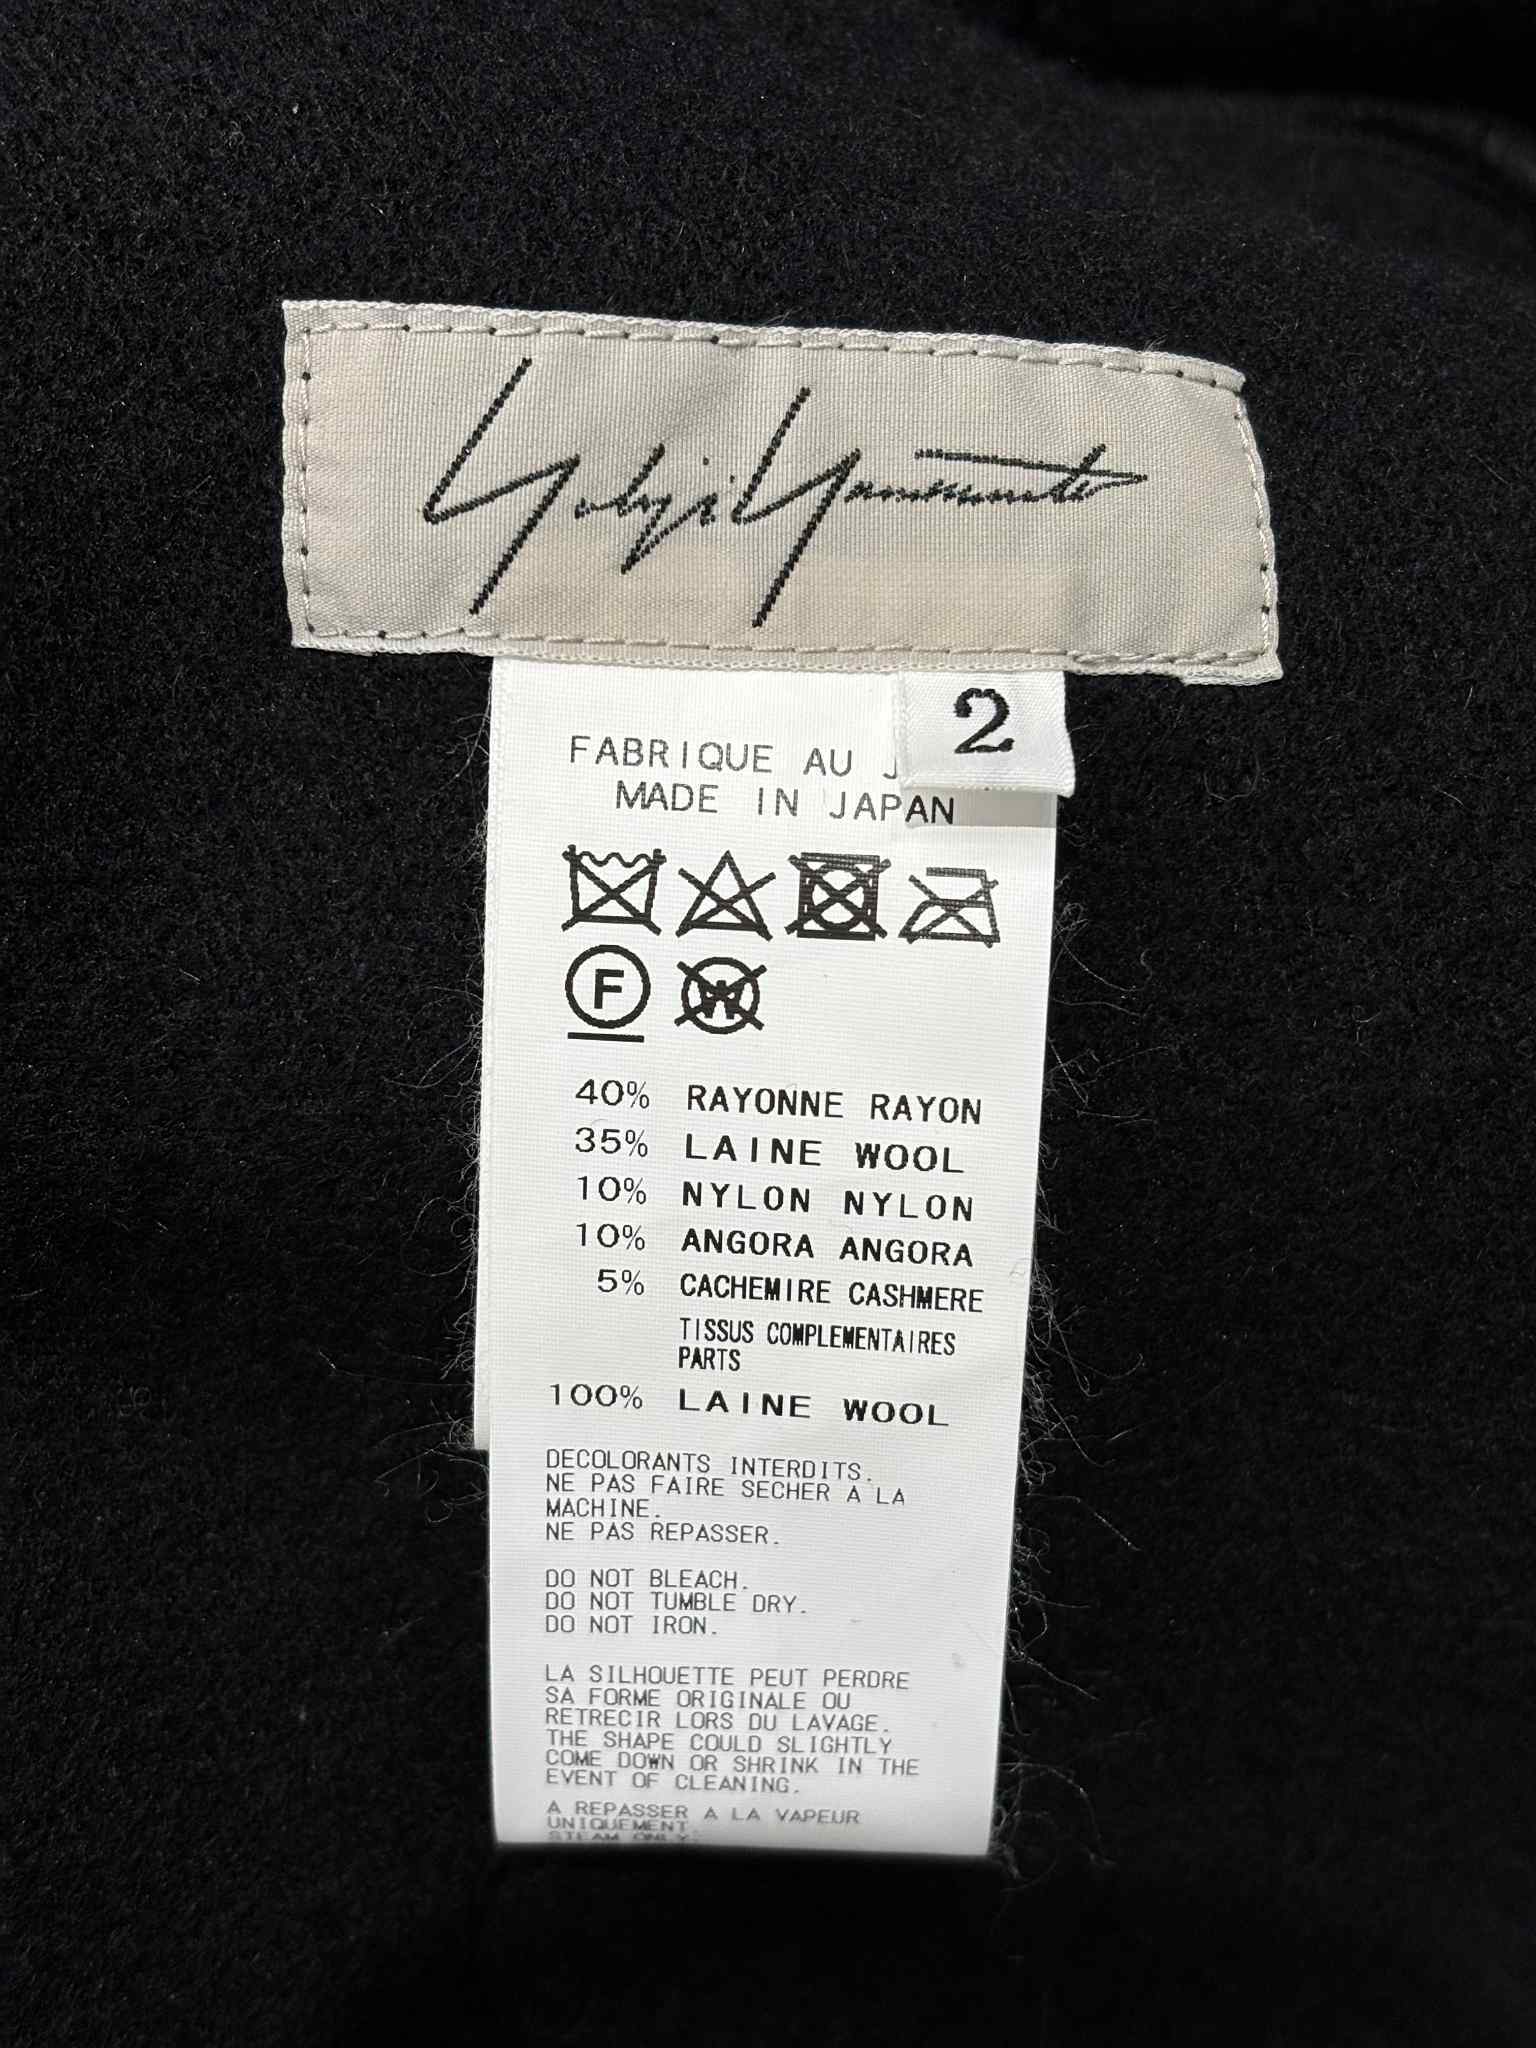 Yohji Yamamoto
2
FABRIQUE AU J
MADE IN JAPAN
F W
40% RAYONNE RAYON
35% LAINE WOOL
10% NYLON NYLON
10% ANGORA ANGORA
5% CACHEMIRE CASHMERE
TISSUS COMPLEMENTAIRES
PARTS
100% LAINE WOOL
DECOLORANTS INTERDITS.
NE PAS FAIRE SECHER A LA
MACHINE.
NE PAS REPASSER.
DO NOT BLEACH.
DO NOT TUMBLE DRY.
DO NOT IRON.
LA SILHOUETTE PEUT PERDRE
SA FORME ORIGINALE OU
RETRECIR LORS DU LAVAGE.
THE SHAPE COULD SLIGHTLY
COME DOWN OR SHRINK IN THE
EVENT OF CLEANING.
A REPASSER A LA VAPEUR
UNIQUEMENT.
STEAM ONLY.